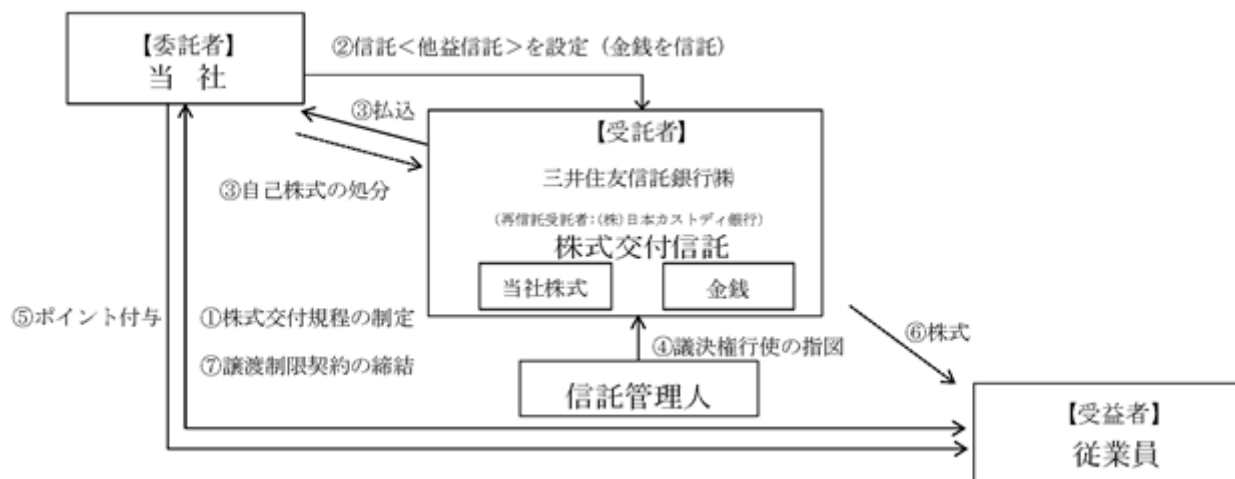 【委託者】
当 社
②信託<他益信託>を設定（金銭を信託）
③払込
③自己株式の処分
【受託者】
三井住友信託銀行㈱
(再信託受託者:(株)日本カストディ銀行)
株式交付信託
当社株式
金銭
⑤ポイント付与
①株式交付規程の制定
⑦譲渡制限契約の締結
④議決権行使の指図
⑥株式
信託管理人
【受益者】
従業員